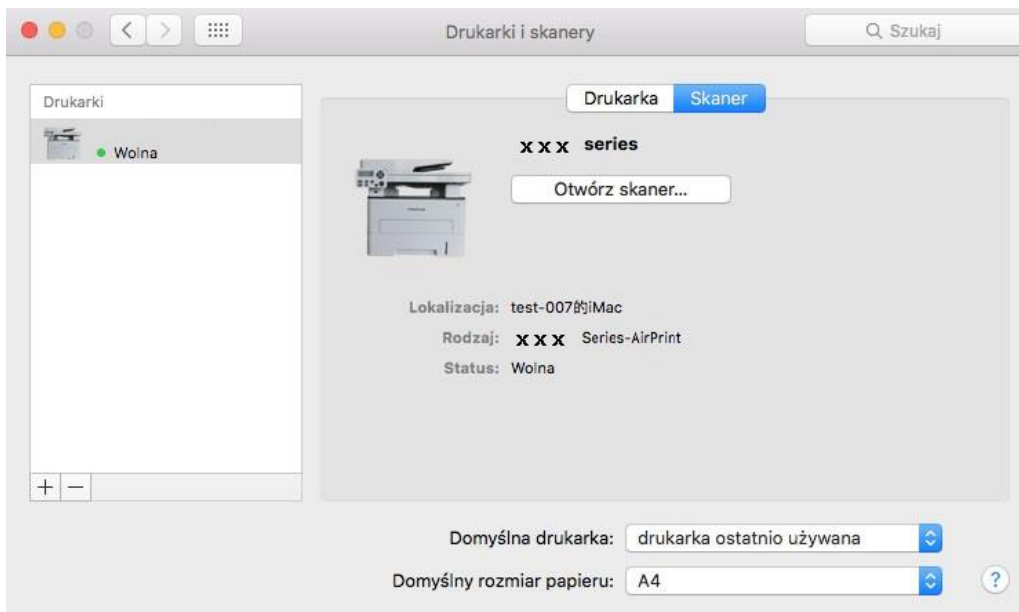 Drukarki i skanery
Szukaj
Drukarki
Wolna
Drukarka Skaner
x x x series
Otwórz skaner...
Lokalizacja: test-007的iMac
Rodzaj: x x x Series-AirPrint
Status: Wolna
+ −
Domyślna drukarka: drukarka ostatnio używana
Domyślny rozmiar papieru: A4 ?